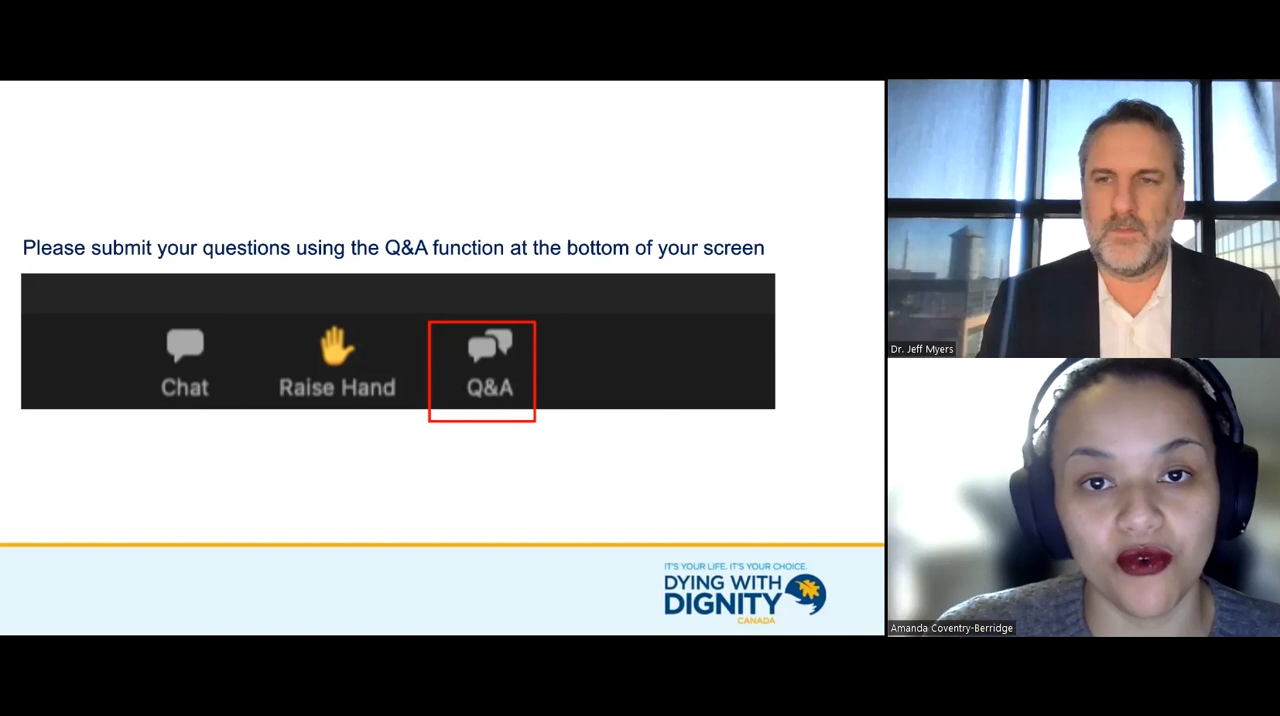 Please submit your questions using the Q&A function at the bottom of your screen
Chat
Raise Hand
Q&A
IT'S YOUR LIFE. IT'S YOUR CHOICE.
DYING WITH
DIGNITY
CANADA
Dr. Jeff Myers
Amanda Coventry-Berridge